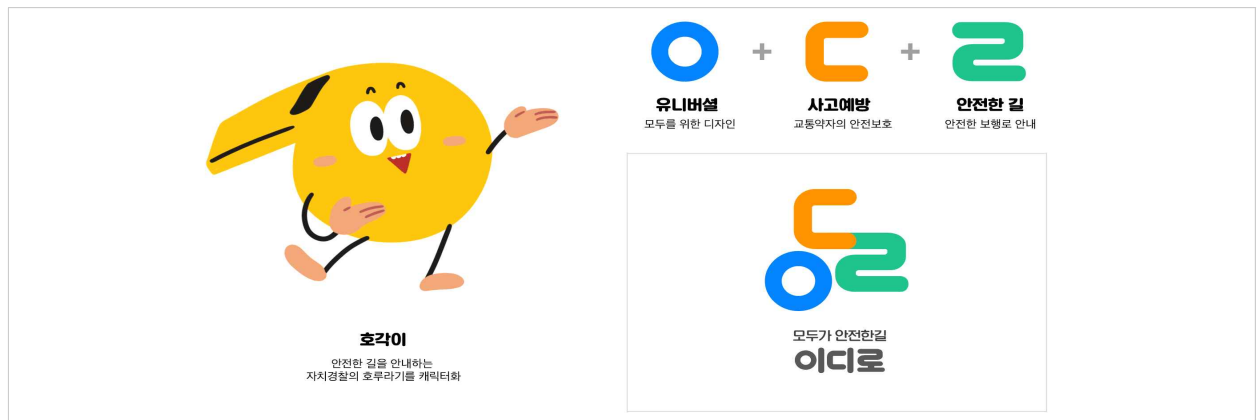 ㅇ + ㄷ + ㄹ
유니버셜
모두를 위한 디자인
사고예방
교통약자의 안전보호
안전한 길
안전한 보행로 안내
호각이
안전한 길을 안내하는
자치경찰의 호루라기를 캐릭터화
모두가 안전한길
이디로